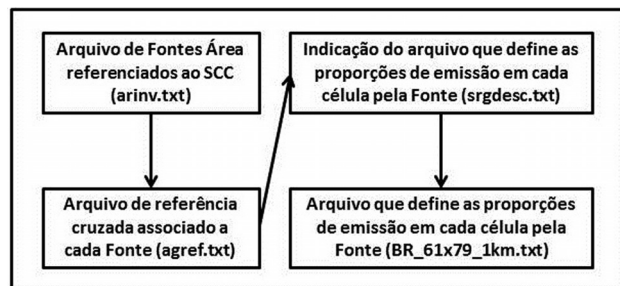 Arquivo de Fontes Área
referenciados ao SCC
(arinv.txt)
Arquivo de referência
cruzada associado a
cada Fonte (agref.txt)
Indicação do arquivo que define as
proporções de emissão em cada
célula pela Fonte (srgdesc.txt)
Arquivo que define as proporções
de emissão em cada célula pela
Fonte (BR_61x79_1km.txt)